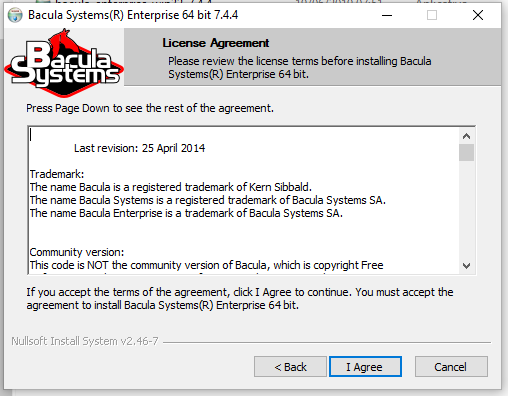 Bacula Systems(R) Enterprise 64 bit 7.4.4
Bacula
Systems
License Agreement
Please review the license terms before installing Bacula
Systems(R) Enterprise 64 bit.
Press Page Down to see the rest of the agreement.
Last revision: 25 April 2014
Trademark:
The name Bacula is a registered trademark of Kern Sibbald.
The name Bacula Systems is a registered trademark of Bacula Systems SA.
The name Bacula Enterprise is a trademark of Bacula Systems SA.
Community version:
This code is NOT the community version of Bacula, which is copyright Free
If you accept the terms of the agreement, click I Agree to continue. You must accept the
agreement to install Bacula Systems(R) Enterprise 64 bit.
Nullsoft Install System v2.46-7
< Back
I Agree
Cancel